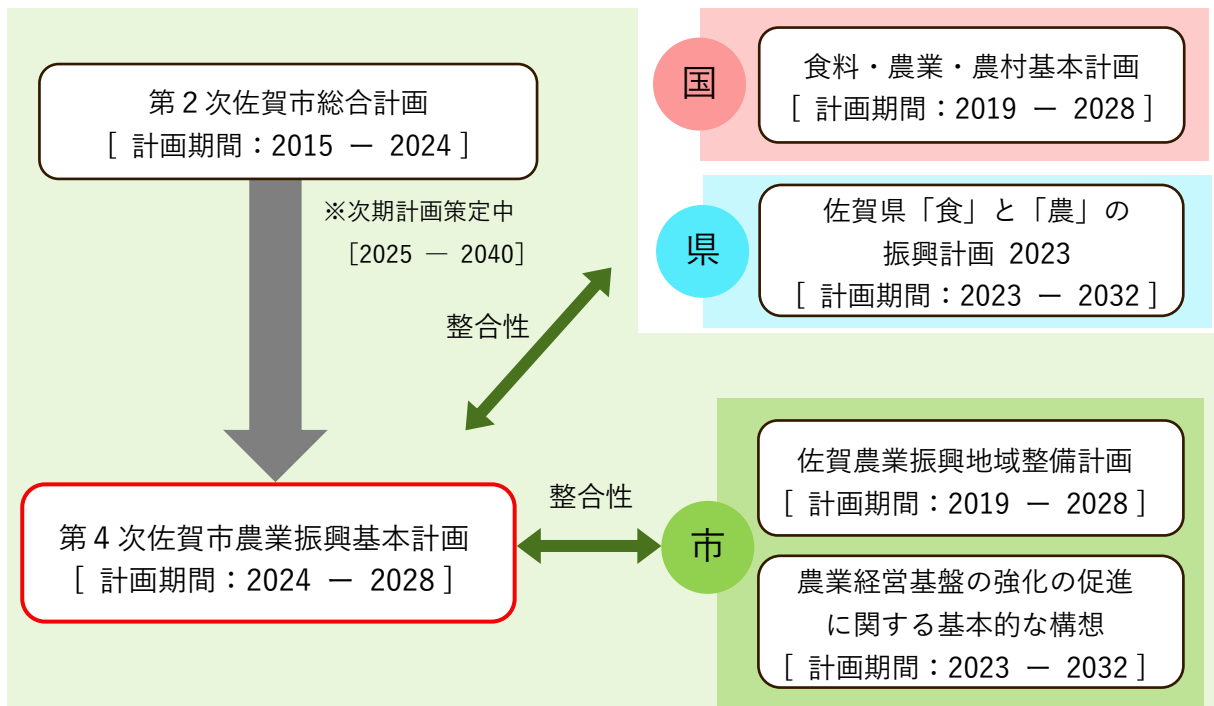 第2次佐賀市総合計画
[ 計画期間：2015 ー 2024 ]
※次期計画策定中
[2025 ― 2040]
整合性
国
食料・農業・農村基本計画
[ 計画期間：2019 ー 2028 ]
県
佐賀県「食」と「農」の
振興計画 2023
[ 計画期間：2023 ー 2032 ]
第4次佐賀市農業振興基本計画
[ 計画期間：2024 ー 2028 ]
整合性
市
佐賀農業振興地域整備計画
[ 計画期間：2019 ー 2028 ]
農業経営基盤の強化の促進
に関する基本的な構想
[ 計画期間：2023 ー 2032 ]